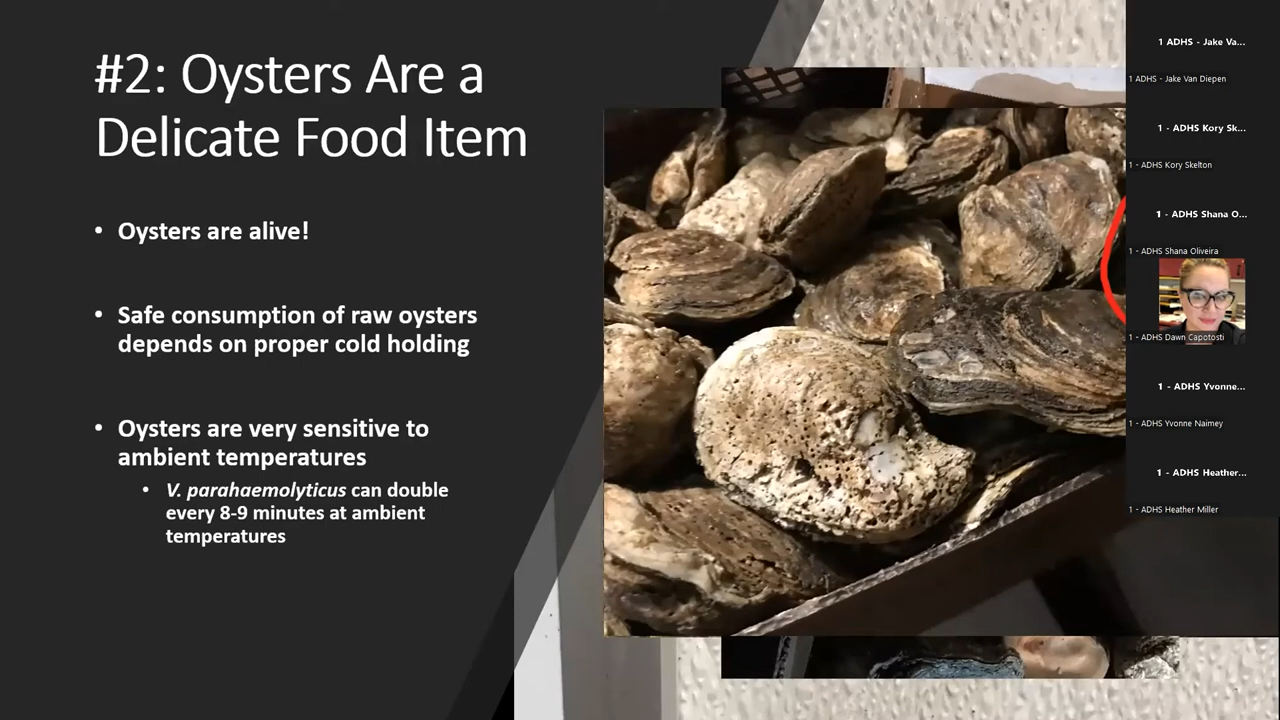 #2: Oysters Are a
Delicate Food Item
• Oysters are alive!
• Safe consumption of raw oysters
depends on proper cold holding
• Oysters are very sensitive to
ambient temperatures
• V. parahaemolyticus can double
every 8-9 minutes at ambient
temperatures
1 ADHS - Jake Va...
1 ADHS - Jake Van Diepen
1 - ADHS Kory Sk...
1 - ADHS Kory Skelton
1 - ADHS Shana O...
1 - ADHS Shana Oliveira
1 - ADHS Dawn Capotosti
1 - ADHS Yvonne...
1 - ADHS Yvonne Naimey
1 - ADHS Heather...
1 - ADHS Heather Miller